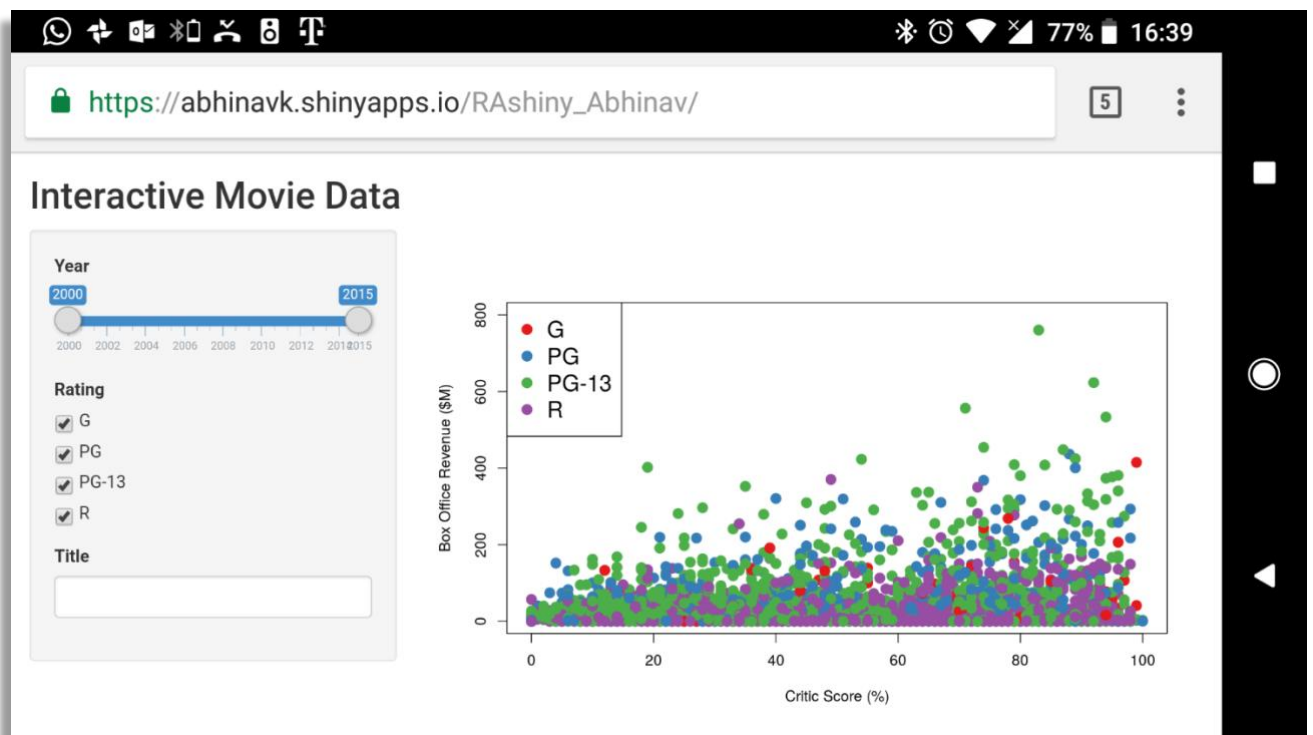 77% 16:39
https://abhinavk.shinyapps.io/RAshiny_Abhinav/
5
Interactive Movie Data
Year
2000 2015
2000 2002 2004 2006 2008 2010 2012 2014 2015
Rating
G
PG
PG-13
R
Title
G
PG
PG-13
R
Box Office Revenue ($M)
800
600
400
200
0
0 20 40 60 80 100
Critic Score (%)